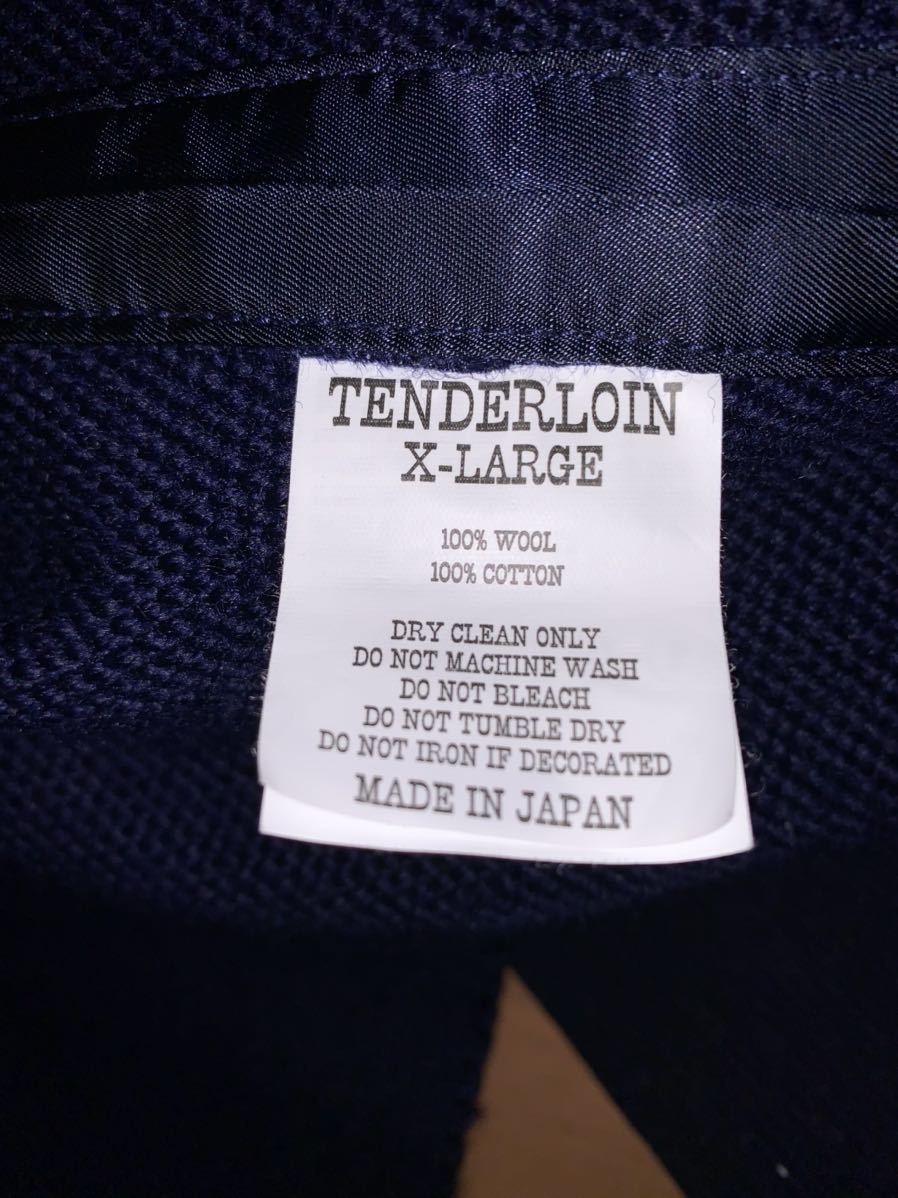 TENDERLOIN
X-LARGE
100% WOOL
100% COTTON
DRY CLEAN ONLY
DO NOT MACHINE WASH
DO NOT BLEACH
DO NOT TUMBLE DRY
DO NOT IRON IF DECORATED
MADE IN JAPAN